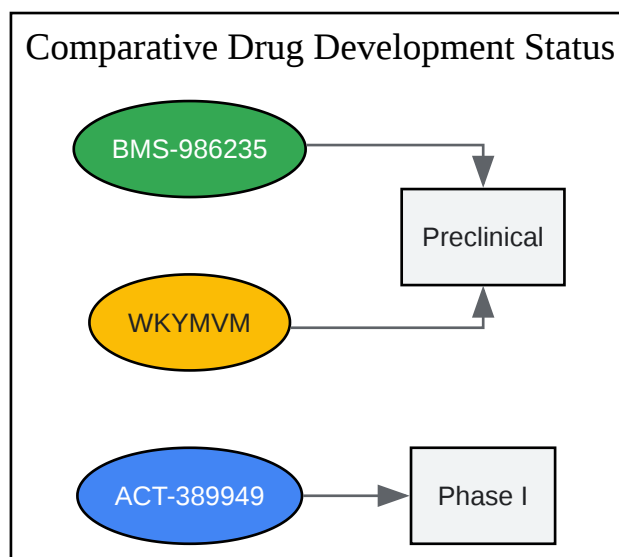 Comparative Drug Development Status
BMS-986235
Preclinical
WKYMVM
ACT-389949
Phase I